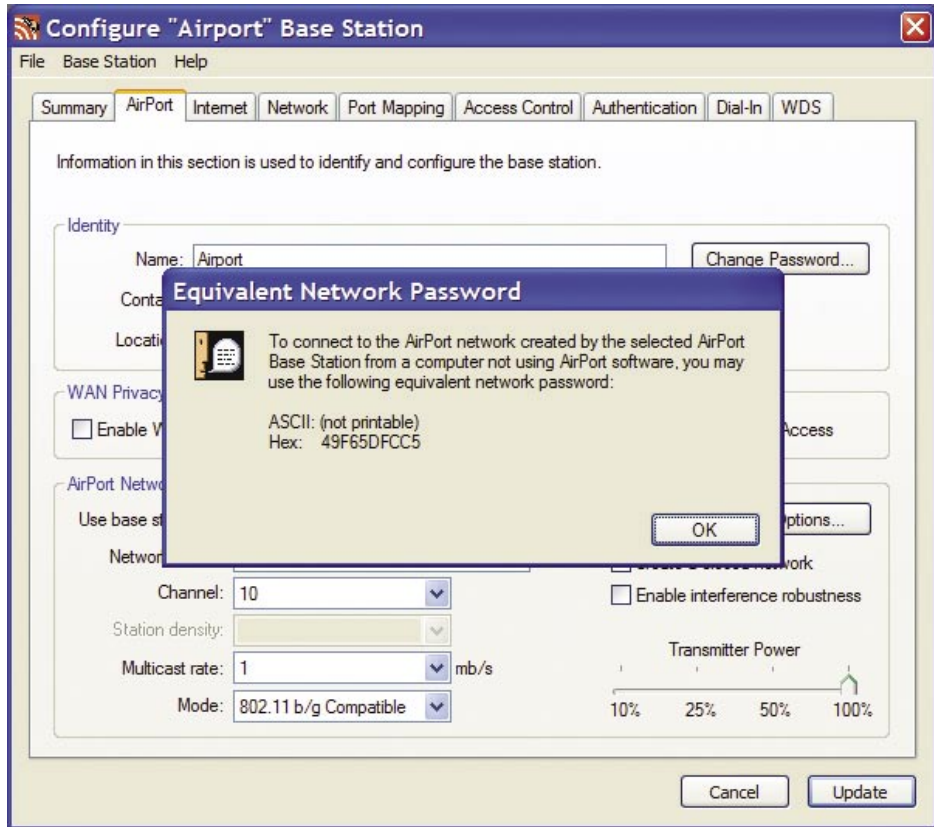 Configure "Airport" Base Station
File Base Station Help
Summary AirPort Internet Network Port Mapping Access Control Authentication Dial-In WDS
Information in this section is used to identify and configure the base station.
Identity
Name: Airport Change Password...
Equivalent Network Password
To connect to the AirPort network created by the selected AirPort
Base Station from a computer not using AirPort software, you may
use the following equivalent network password:
ASCII: (not printable)
Hex: 49F65DFCC5
OK
WAN Privacy
Access
Use base
Channel: 10
Enable interference robustness
Station density:
Transmitter Power
Multicast rate: 1 mb/s
Mode: 802.11 b/g Compatible
10% 25% 50% 100%
Cancel Update